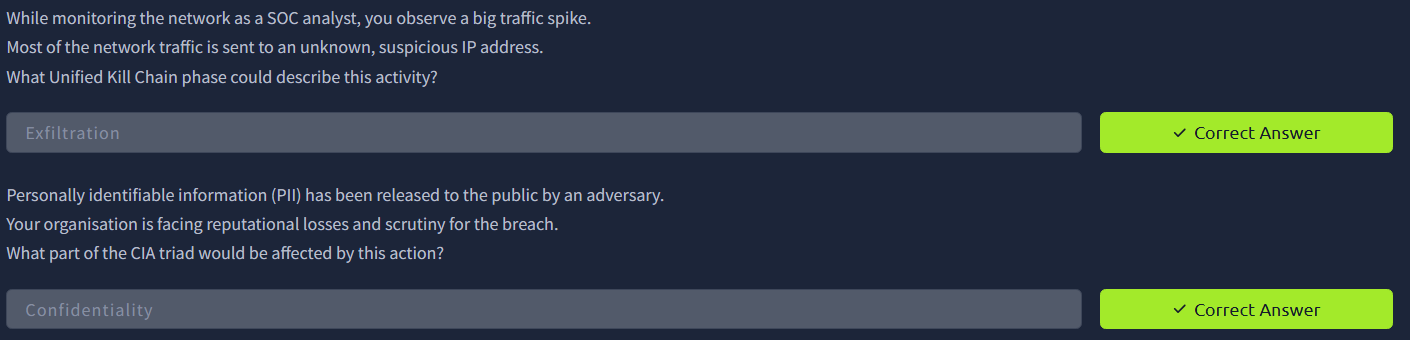 While monitoring the network as a SOC analyst, you observe a big traffic spike.
Most of the network traffic is sent to an unknown, suspicious IP address.
What Unified Kill Chain phase could describe this activity?
Exfiltration
✓ Correct Answer
Personally identifiable information (PII) has been released to the public by an adversary.
Your organisation is facing reputational losses and scrutiny for the breach.
What part of the CIA triad would be affected by this action?
Confidentiality
✓ Correct Answer